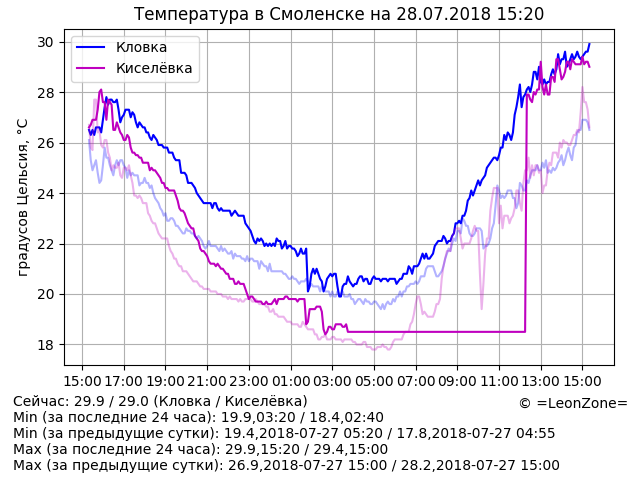 Температура в Смоленске на 28.07.2018 15:20
Кловка
Киселёвка
градусов Цельсия, °C
30
28
26
24
22
20
18
15:00 17:00 19:00 21:00 23:00 01:00 03:00 05:00 07:00 09:00 11:00 13:00 15:00
Сейчас: 29.9 / 29.0 (Кловка / Киселёвка)
© =LeonZone=
Min (за последние 24 часа): 19.9,03:20 / 18.4,02:40
Min (за предыдущие сутки): 19.4,2018-07-27 05:20 / 17.8,2018-07-27 04:55
Max (за последние 24 часа): 29.9,15:20 / 29.4,15:00
Max (за предыдущие сутки): 26.9,2018-07-27 15:00 / 28.2,2018-07-27 15:00